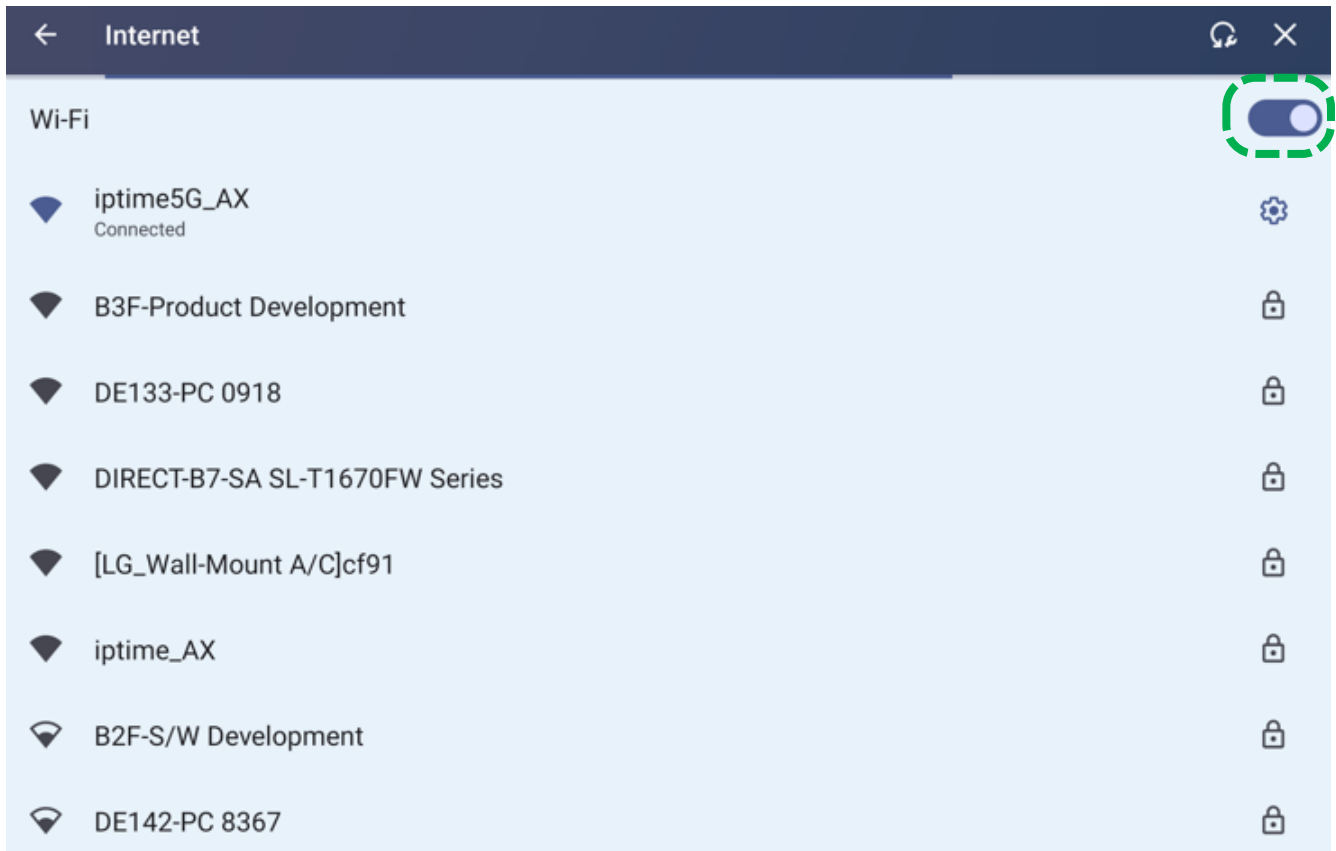 Internet
Wi-Fi
iptime5G_AX
Connected
B3F-Product Development
DE133-PC 0918
DIRECT-B7-SA SL-T1670FW Series
[LG_Wall-Mount A/C]cf91
iptime_AX
B2F-S/W Development
DE142-PC 8367